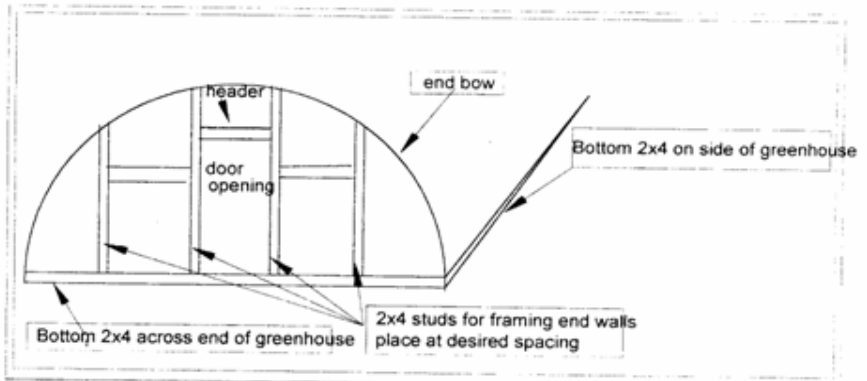 header
end bow
Bottom 2x4 on side of greenhouse
door
opening
2x4 studs for framing end walls
place at desired spacing
Bottom 2x4 across end of greenhouse